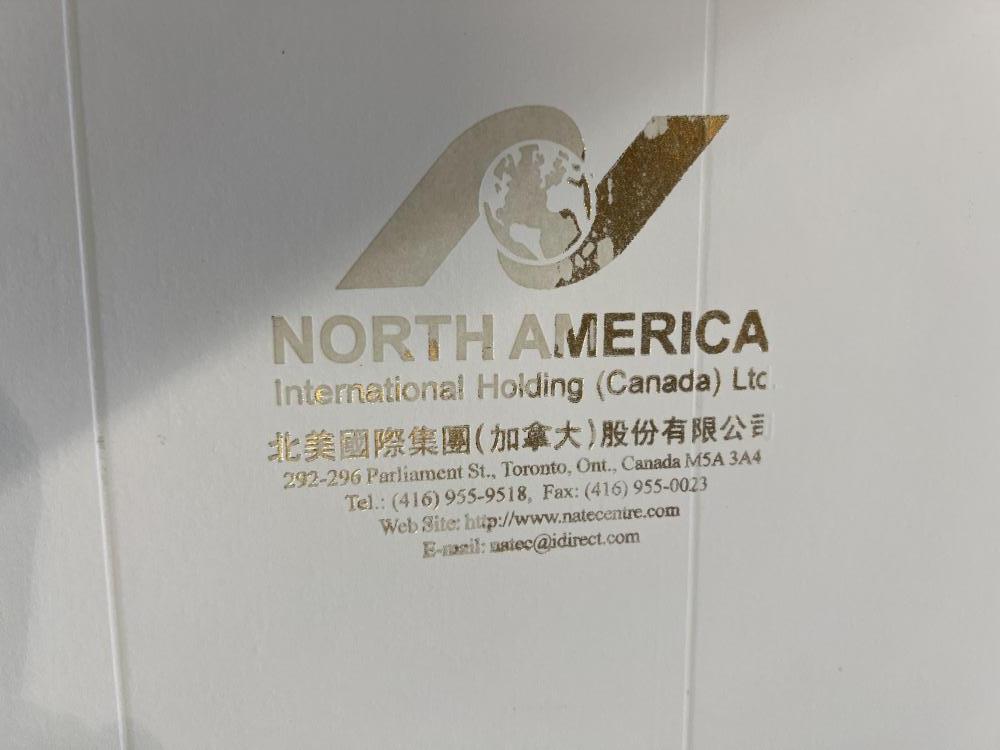 NORTH AMERICA
International Holding (Canada) Ltd.
北美國際集團(加拿大)股份有限公司
292-296 Parliament St., Toronto, Ont., Canada M5A 3A4
Tel.: (416) 955-9518, Fax: (416) 955-0023
Web Site: http://www.natecentre.com
E-mail: natec@idirect.com